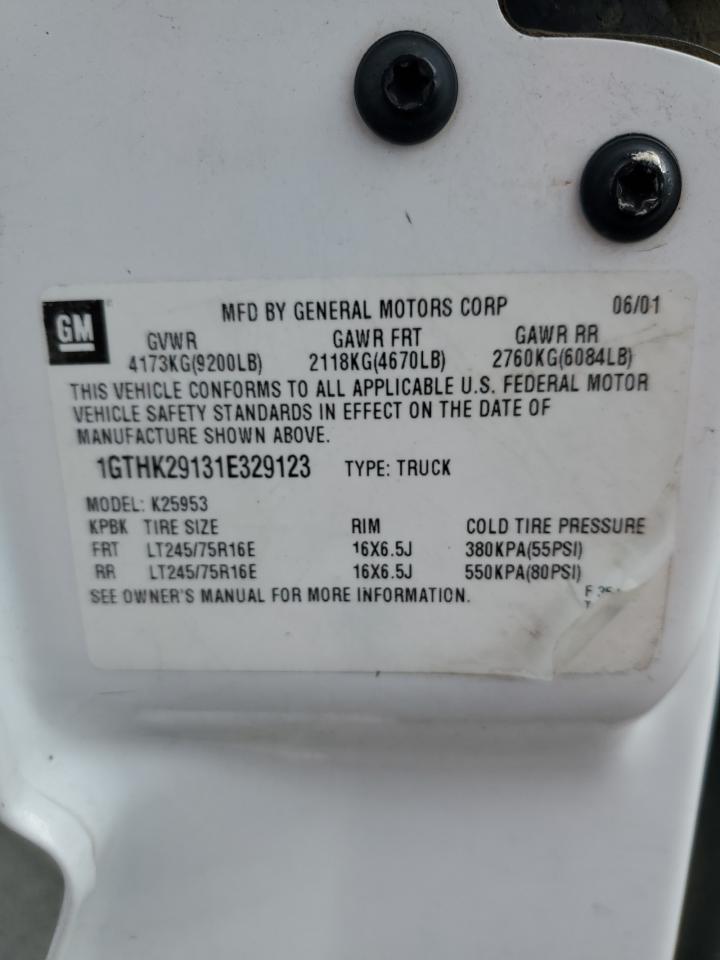 MFD BY GENERAL MOTORS CORP 06/01
GM
GVWR GAWR FRT GAWR RR
4173KG(9200LB) 2118KG(4670LB) 2760KG(6084LB)
THIS VEHICLE CONFORMS TO ALL APPLICABLE U.S. FEDERAL MOTOR
VEHICLE SAFETY STANDARDS IN EFFECT ON THE DATE OF
MANUFACTURE SHOWN ABOVE.
1GTHK29131E329123 TYPE: TRUCK
MODEL: K25953
KPBK TIRE SIZE RIM COLD TIRE PRESSURE
FRT LT245/75R16E 16X6.5J 380KPA(55PSI)
RR LT245/75R16E 16X6.5J 550KPA(80PSI)
SEE OWNER'S MANUAL FOR MORE INFORMATION.